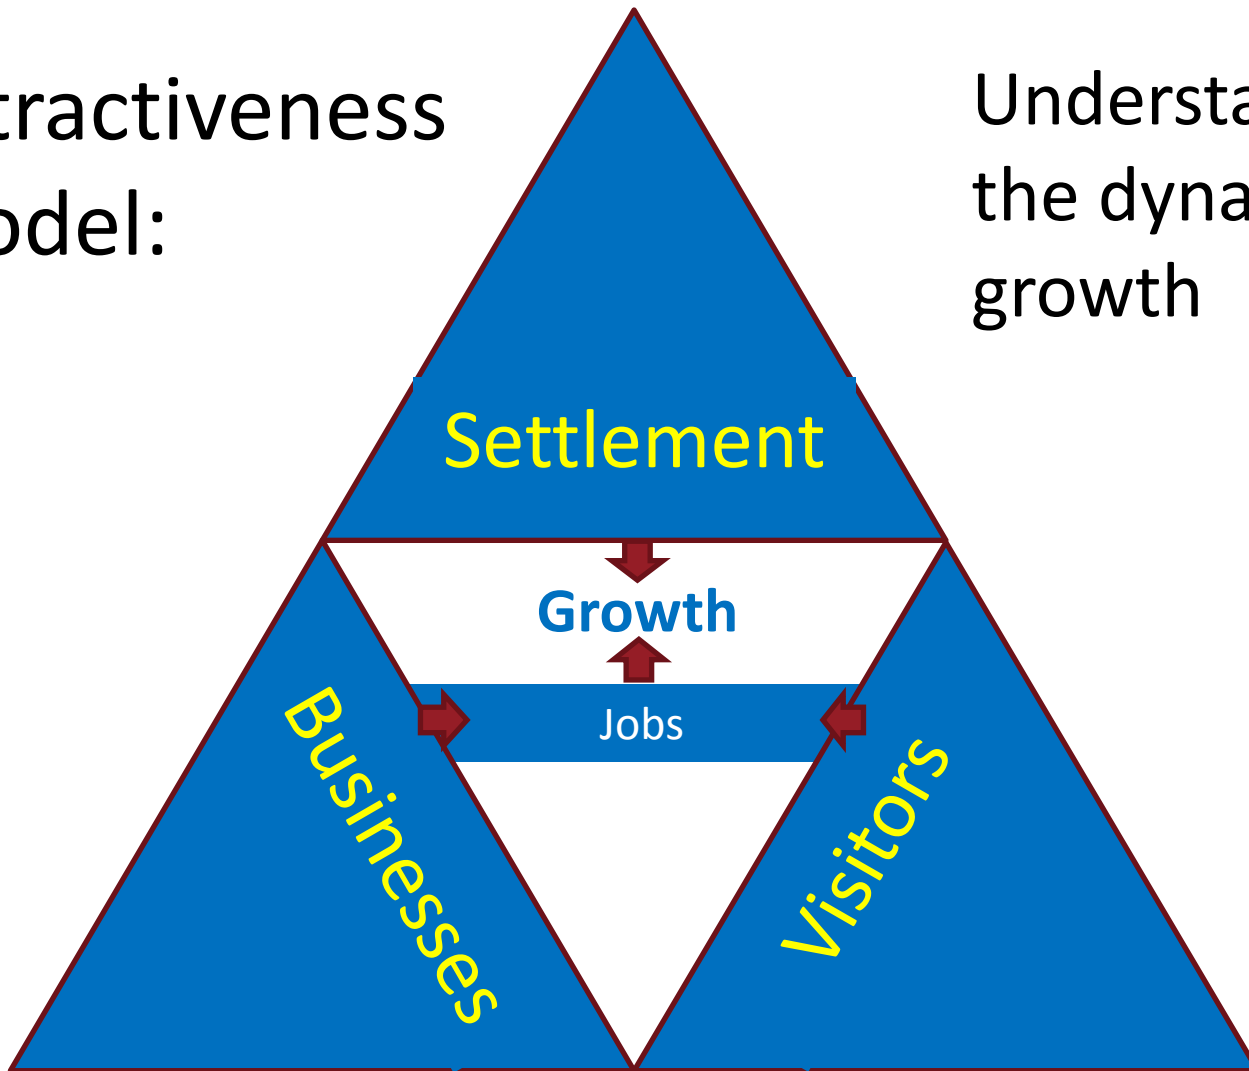 tractiveness
odel:
Understa
the dyna
growth
Settlement
Growth
Jobs
Businesses
Visitors